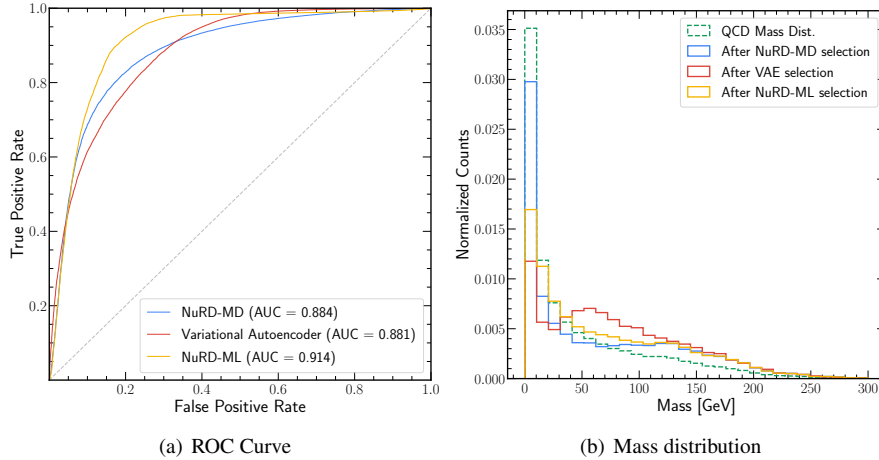 1.0
0.8
0.6
0.4
0.2
0.2
0.4
0.6
0.8
1.0
True Positive Rate
False Positive Rate
NuRD-MD (AUC = 0.884)
Variational Autoencoder (AUC = 0.881)
NuRD-ML (AUC = 0.914)
(a) ROC Curve
0.035
0.030
0.025
0.020
0.015
0.010
0.005
0.000
0
50
100
150
200
250
300
Normalized Counts
Mass [GeV]
QCD Mass Dist.
After NuRD-MD selection
After VAE selection
After NuRD-ML selection
(b) Mass distribution